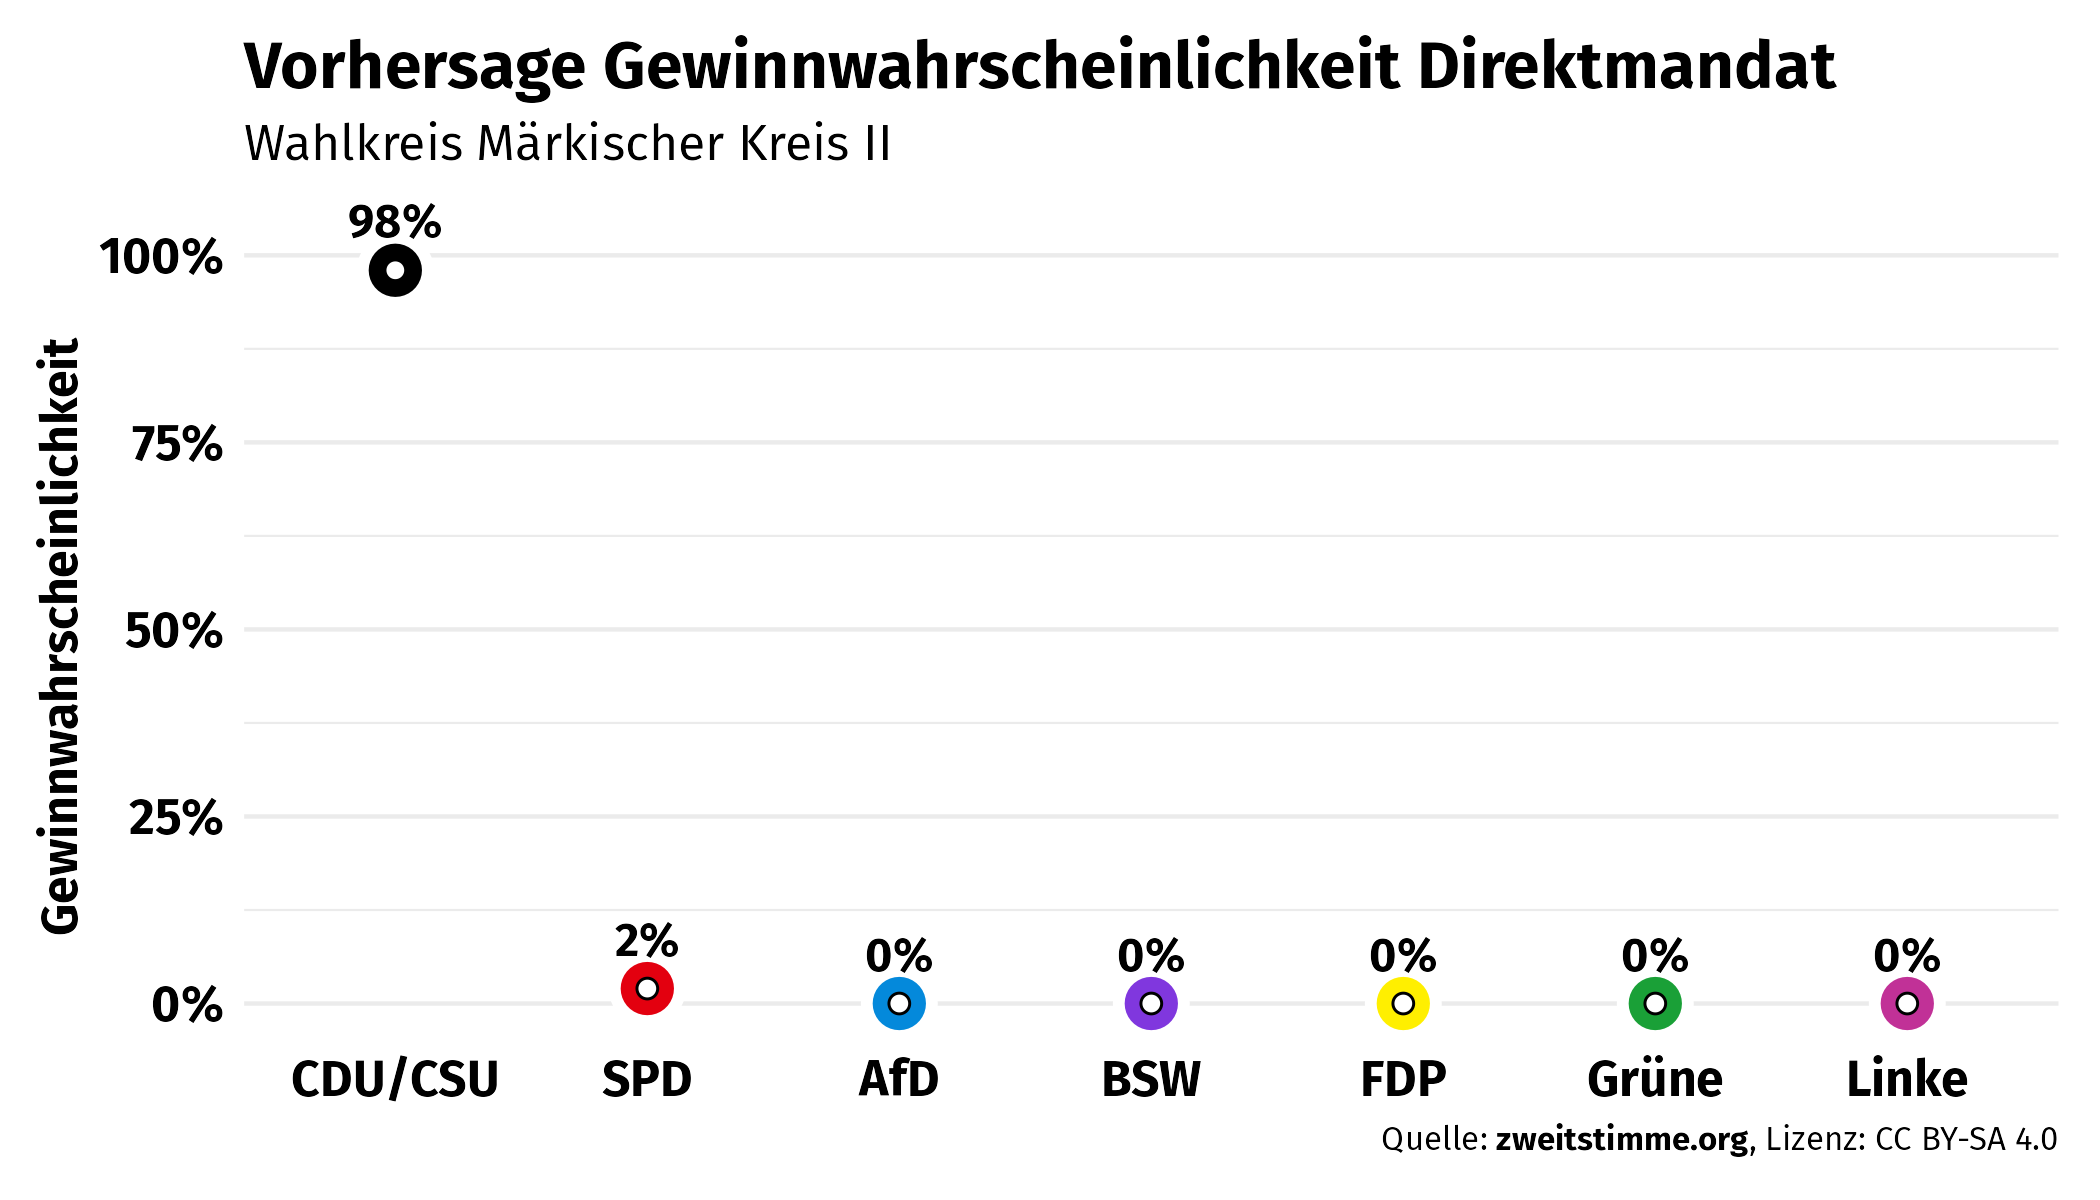 Vorhersage Gewinnwahrscheinlichkeit Direktmandat
Wahlkreis Märkischer Kreis II
Gewinnwahrscheinlichkeit
100%
75%
50%
25%
0%
98%
2%
0%
0%
0%
0%
0%
CDU/CSU
SPD
AfD
BSW
FDP
Grüne
Linke
Quelle: zweitstimme.org, Lizenz: CC BY-SA 4.0